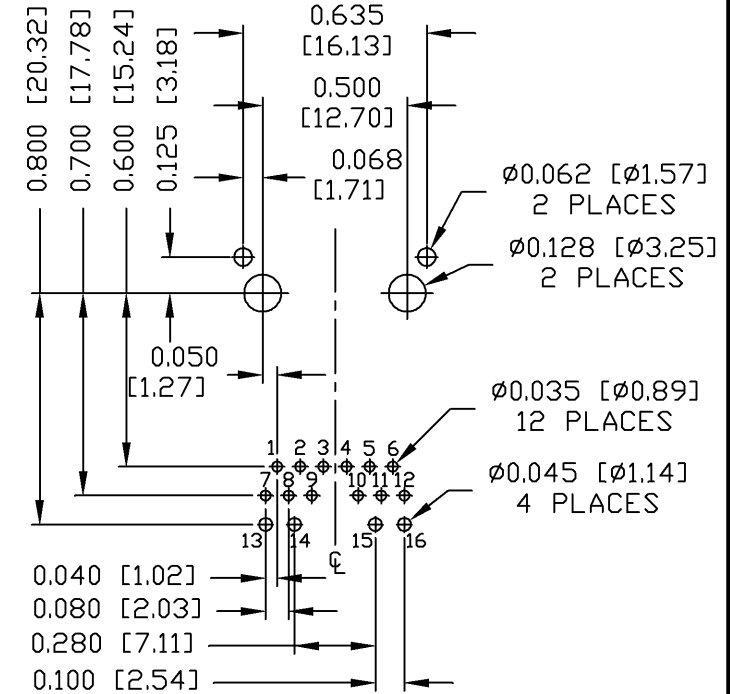 0.800 [20.32]
0.700 [17.78]
0.600 [15.24]
0.125 [3.18]
0.635
[16.13]
0.500
[12.70]
0.068
[1.71]
Ø0.062 [Ø1.57]
2 PLACES
Ø0.128 [Ø3.25]
2 PLACES
0.050
[1.27]
Ø0.035 [Ø0.89]
12 PLACES
1 2 3 4 5 6
Ø0.045 [Ø1.14]
4 PLACES
7 8 9 10 11 12
13 14 15 16
℄
0.040 [1.02]
0.080 [2.03]
0.280 [7.11]
0.100 [2.54]